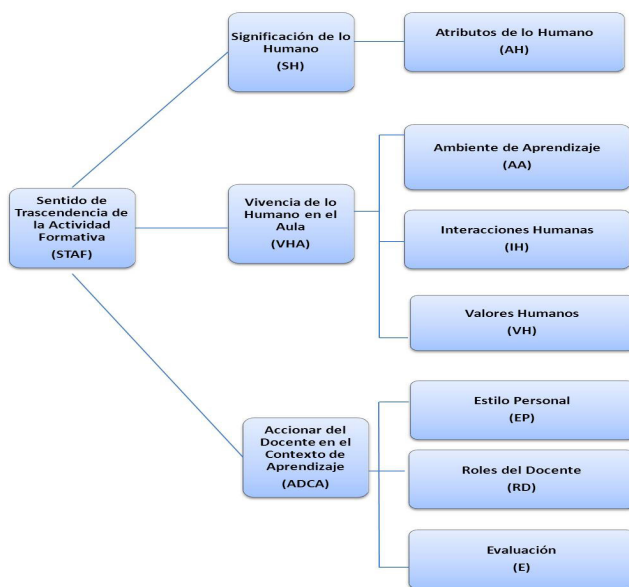 Significación de lo
Humano
(SH)
Atributos de lo Humano
(AH)
Sentido de
Trascendencia de
la Actividad
Formativa
(STAF)
Vivencia de lo
Humano en el
Aula
(VHA)
Ambiente de Aprendizaje
(AA)
Interacciones Humanas
(IH)
Valores Humanos
(VH)
Accionar del
Docente en el
Contexto de
Aprendizaje
(ADCA)
Estilo Personal
(EP)
Roles del Docente
(RD)
Evaluación
(E)